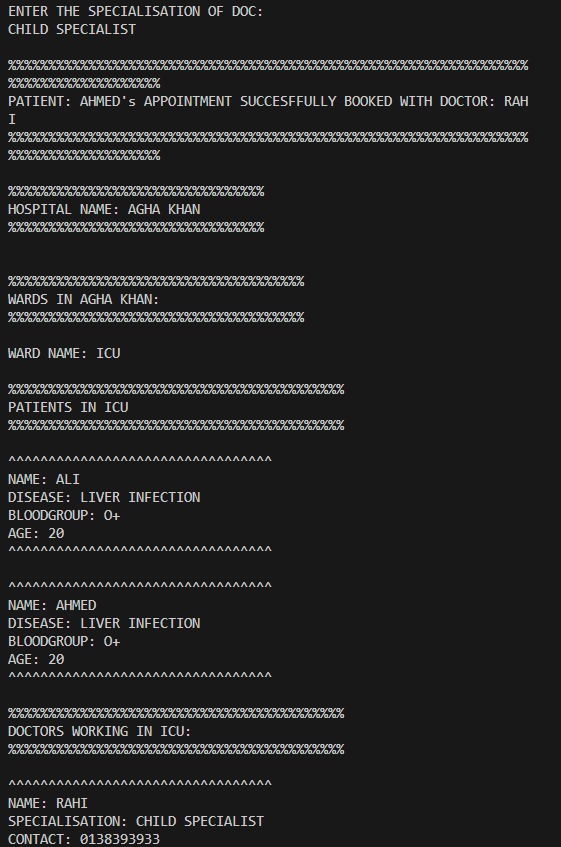 ENTER THE SPECIALISATION OF DOC:
CHILD SPECIALIST
%%%%%%%%%%%%%%%%%%%%%%%%%%%%%%%%%%%%%%%%%%%%%%%%%%%%%%%%%%%%%%%%%
%%%%%%%%%%%%%%%%%%%
PATIENT: AHMED's APPOINTMENT SUCCESFFULLY BOOKED WITH DOCTOR: RAH
I
%%%%%%%%%%%%%%%%%%%%%%%%%%%%%%%%%%%%%%%%%%%%%%%%%%%%%%%%%%%%%%%%%
%%%%%%%%%%%%%%%%%%%
%%%%%%%%%%%%%%%%%%%%%%%%%%%%%%%%
HOSPITAL NAME: AGHA KHAN
%%%%%%%%%%%%%%%%%%%%%%%%%%%%%%%%
%%%%%%%%%%%%%%%%%%%%%%%%%%%%%%%%%%%%%
WARDS IN AGHA KHAN:
%%%%%%%%%%%%%%%%%%%%%%%%%%%%%%%%%%%%%
WARD NAME: ICU
%%%%%%%%%%%%%%%%%%%%%%%%%%%%%%%%%%%%%%%%%%
PATIENTS IN ICU
%%%%%%%%%%%%%%%%%%%%%%%%%%%%%%%%%%%%%%%%%%
^^^^^^^^^^^^^^^^^^^^^^^^^^^^^^^^^
NAME: ALI
DISEASE: LIVER INFECTION
BLOODGROUP: O+
AGE: 20
^^^^^^^^^^^^^^^^^^^^^^^^^^^^^^^^^
^^^^^^^^^^^^^^^^^^^^^^^^^^^^^^^^^
NAME: AHMED
DISEASE: LIVER INFECTION
BLOODGROUP: O+
AGE: 20
^^^^^^^^^^^^^^^^^^^^^^^^^^^^^^^^^
%%%%%%%%%%%%%%%%%%%%%%%%%%%%%%%%%%%%%%%%%%
DOCTORS WORKING IN ICU:
%%%%%%%%%%%%%%%%%%%%%%%%%%%%%%%%%%%%%%%%%%
^^^^^^^^^^^^^^^^^^^^^^^^^^^^^^^^^
NAME: RAHI
SPECIALISATION: CHILD SPECIALIST
CONTACT: 0138393933